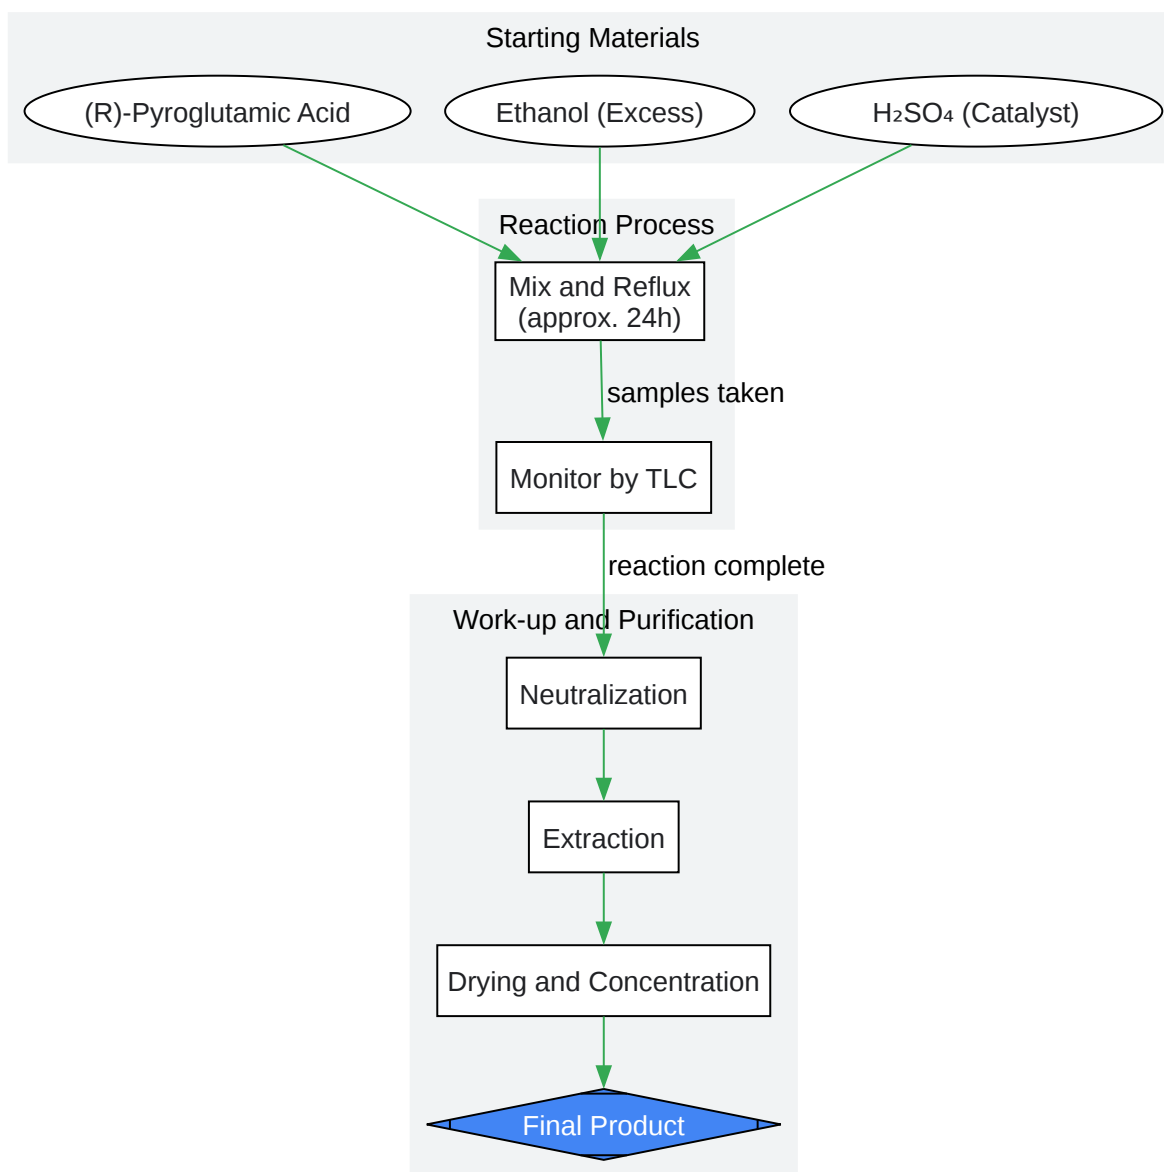 Starting Materials
(R)-Pyroglutamic Acid
Ethanol (Excess)
H₂SO₄ (Catalyst)
Reaction Process
Mix and Reflux
(approx. 24h)
samples taken
Monitor by TLC
reaction complete
Work-up and Purification
Neutralization
Extraction
Drying and Concentration
Final Product